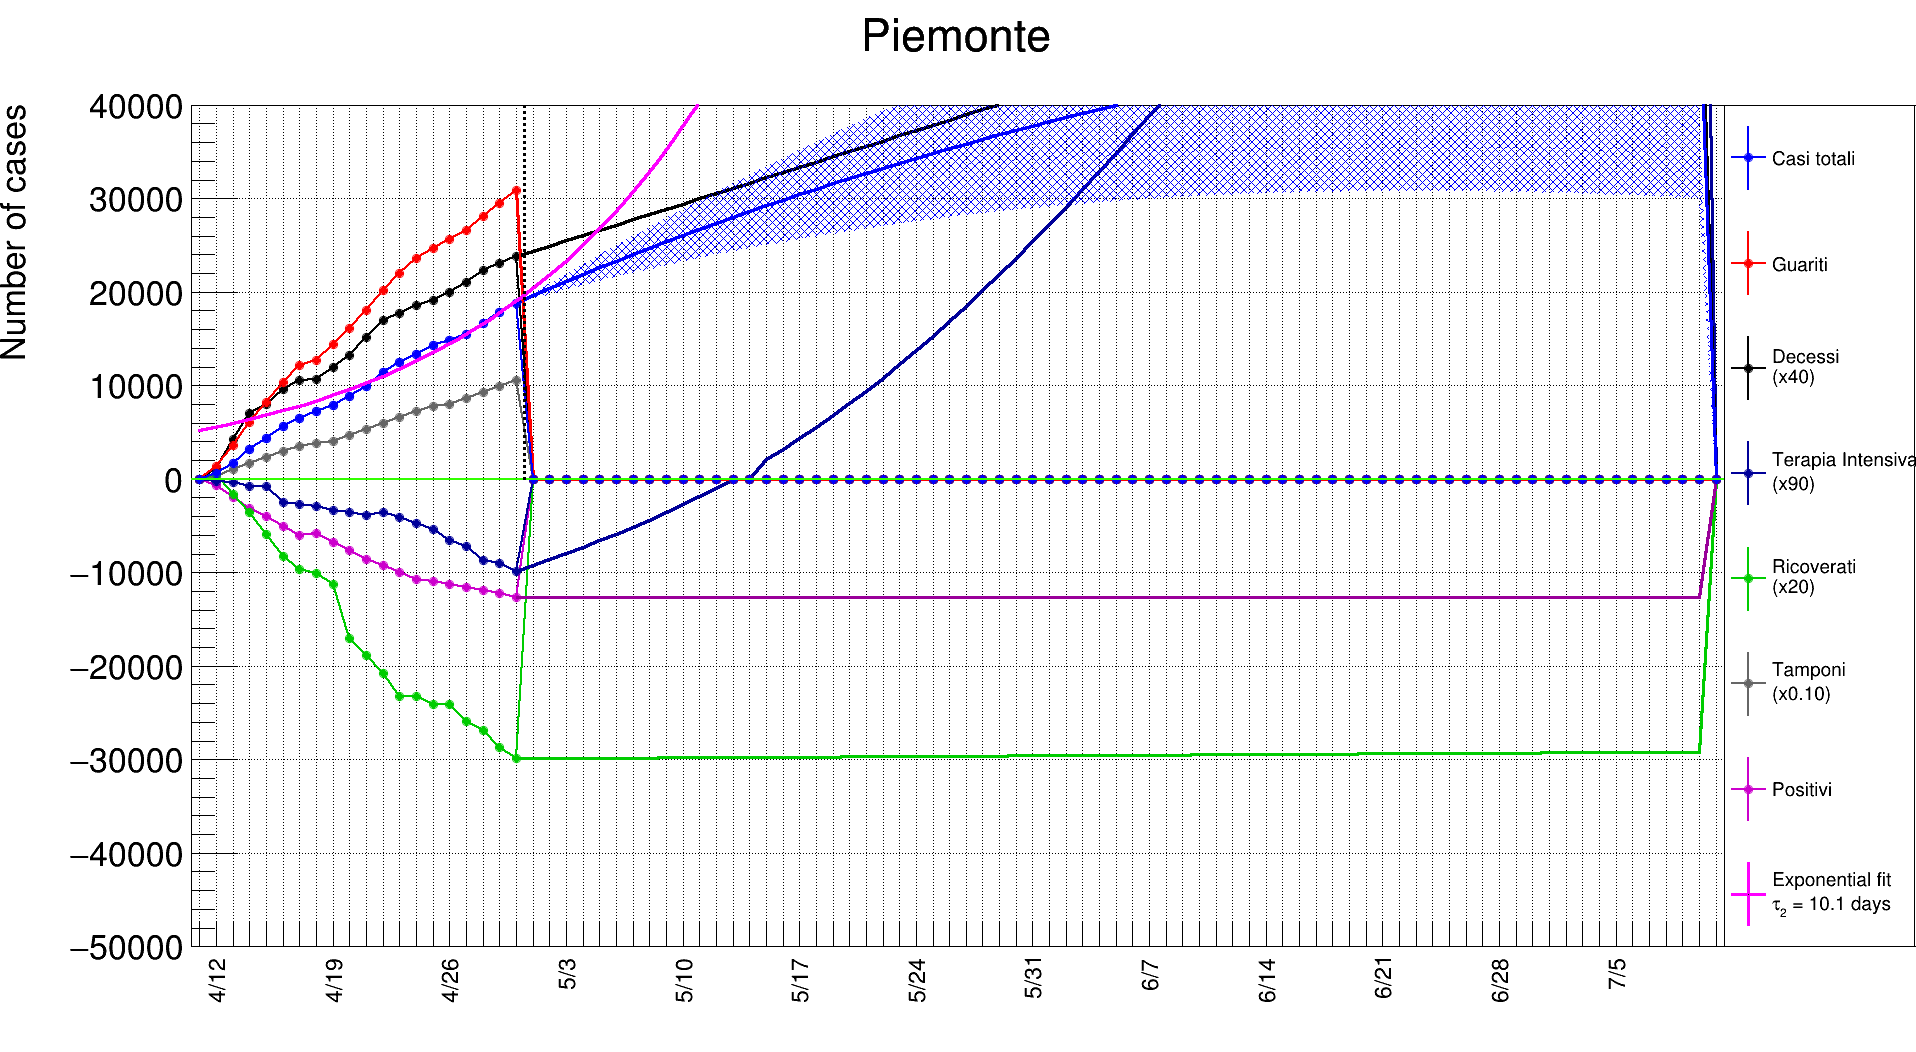 Piemonte
Number of cases
40000
30000
20000
10000
0
−10000
−20000
−30000
−40000
−50000
4/12
4/19
4/26
5/3
5/10
5/17
5/24
5/31
6/7
6/14
6/21
6/28
7/5
Casi totali
Guariti
Decessi
(x40)
Terapia Intensiva
(x90)
Ricoverati
(x20)
Tamponi
(x0.10)
Positivi
Exponential fit
τ2 = 10.1 days